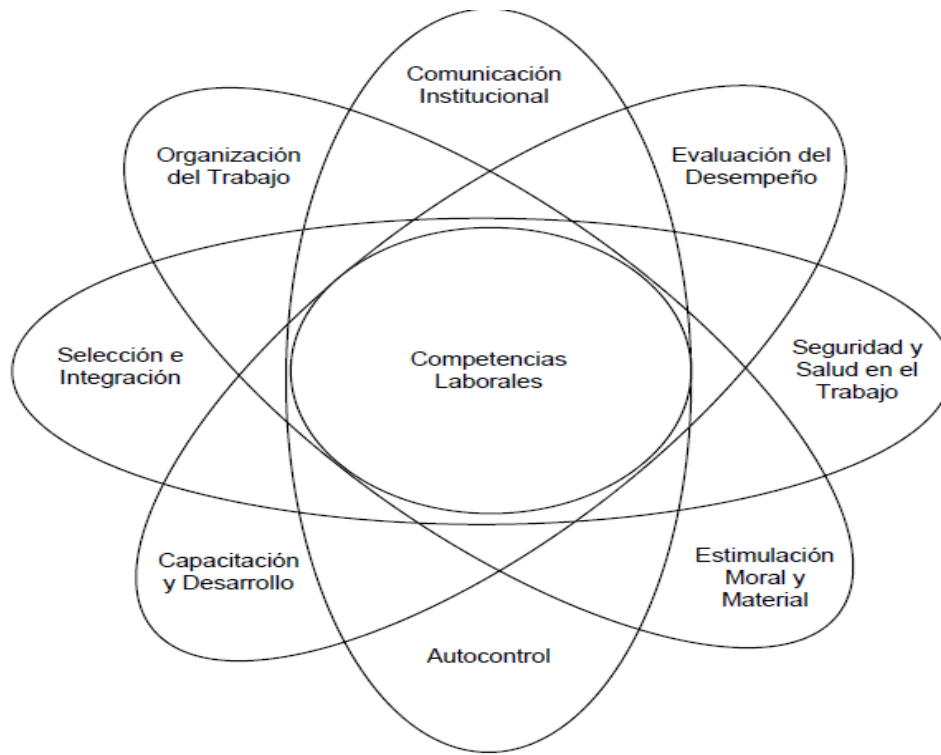 Comunicación
Institucional
Organización
del Trabajo
Evaluación del
Desempeño
Selección e
Integración
Competencias
Laborales
Seguridad y
Salud en el
Trabajo
Capacitación
y Desarrollo
Estimulación
Moral y
Material
Autocontrol